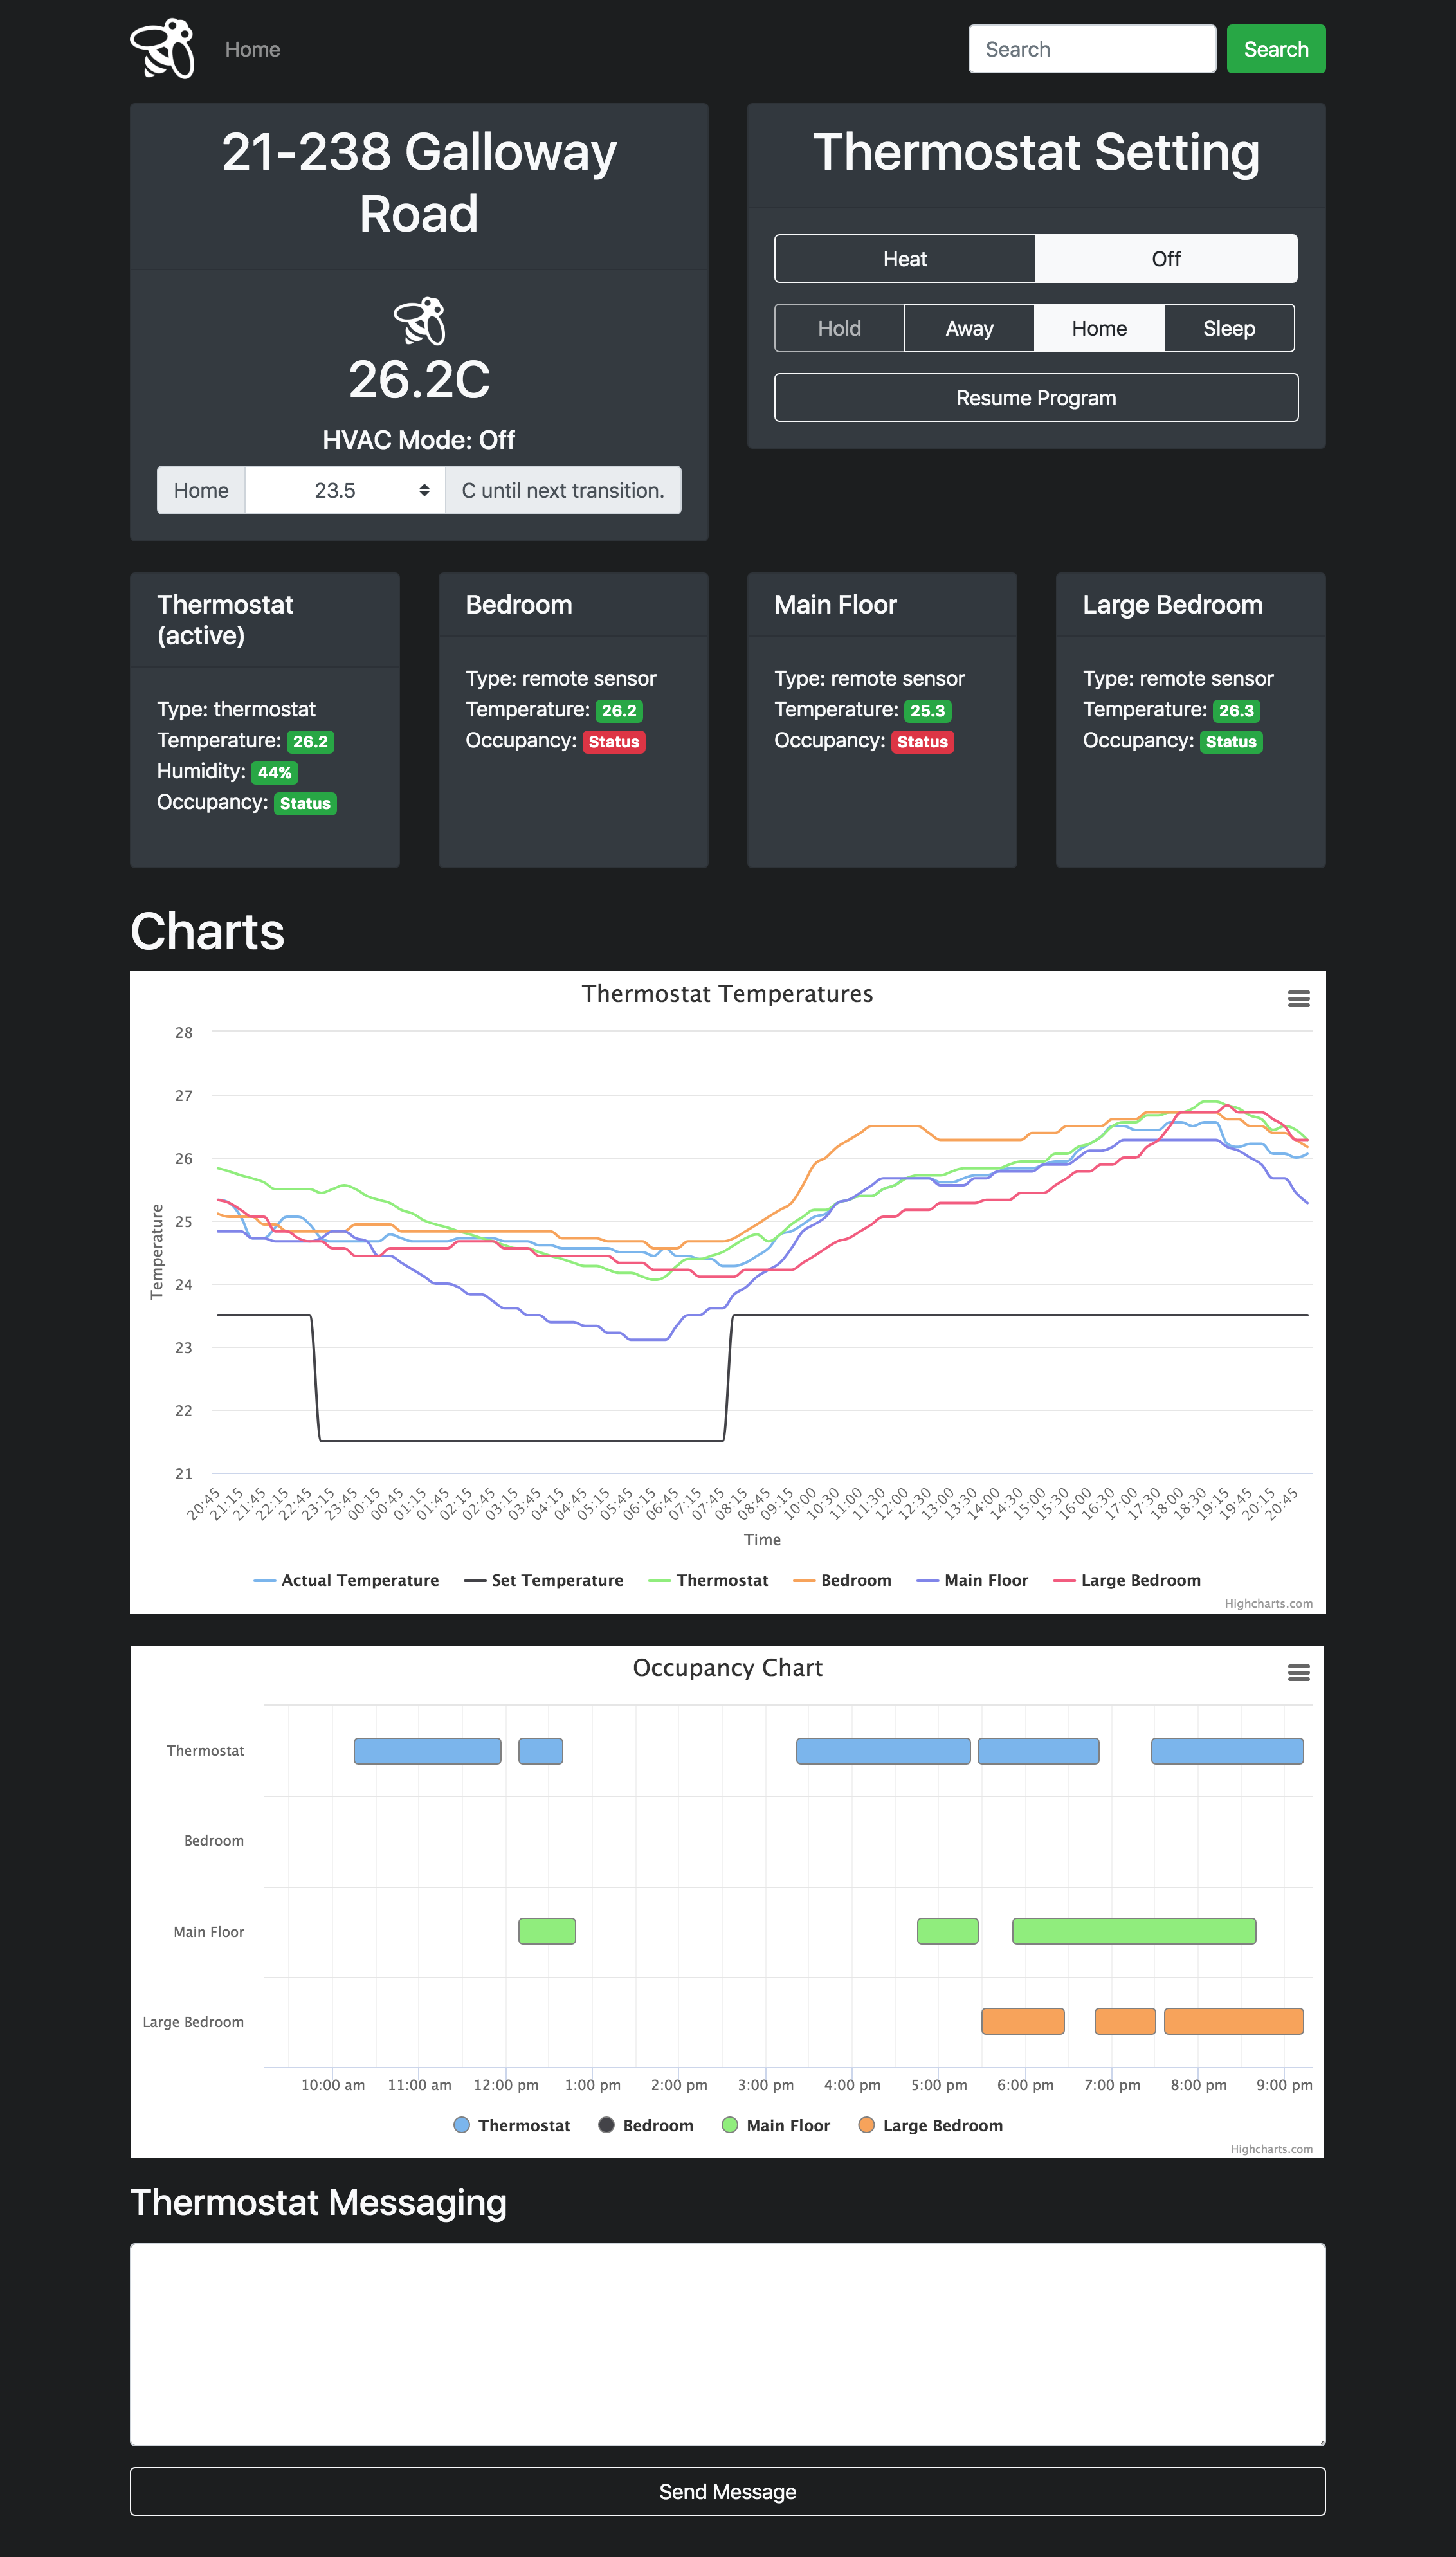 Home
Search
Search
21-238 Galloway
Road
26.2C
HVAC Mode: Off
Home 23.5 C until next transition.
Thermostat Setting
Heat Off
Hold Away Home Sleep
Resume Program
Thermostat
(active)
Type: thermostat
Temperature: 26.2
Humidity: 44%
Occupancy: Status
Bedroom
Type: remote sensor
Temperature: 26.2
Occupancy: Status
Main Floor
Type: remote sensor
Temperature: 25.3
Occupancy: Status
Large Bedroom
Type: remote sensor
Temperature: 26.3
Occupancy: Status
Charts
Thermostat Temperatures
28
27
26
25
24
23
22
21
Temperature
20:45 21:15 21:45 22:15 22:45 23:15 23:45 00:15 00:45 01:15 01:45 02:15 02:45 03:15 03:45 04:15 04:45 05:15 05:45 06:15 06:45 07:15 07:45 08:15 08:45 09:15 10:00 10:30 11:00 11:30 12:00 12:30 13:00 13:30 14:00 14:30 15:00 15:30 16:00 16:30 17:00 17:30 18:00 18:30 19:15 19:45 20:15 20:45
Time
Actual Temperature Set Temperature Thermostat Bedroom Main Floor Large Bedroom
Highcharts.com
Occupancy Chart
Thermostat
Bedroom
Main Floor
Large Bedroom
10:00 am 11:00 am 12:00 pm 1:00 pm 2:00 pm 3:00 pm 4:00 pm 5:00 pm 6:00 pm 7:00 pm 8:00 pm 9:00 pm
Thermostat Bedroom Main Floor Large Bedroom
Highcharts.com
Thermostat Messaging
Send Message